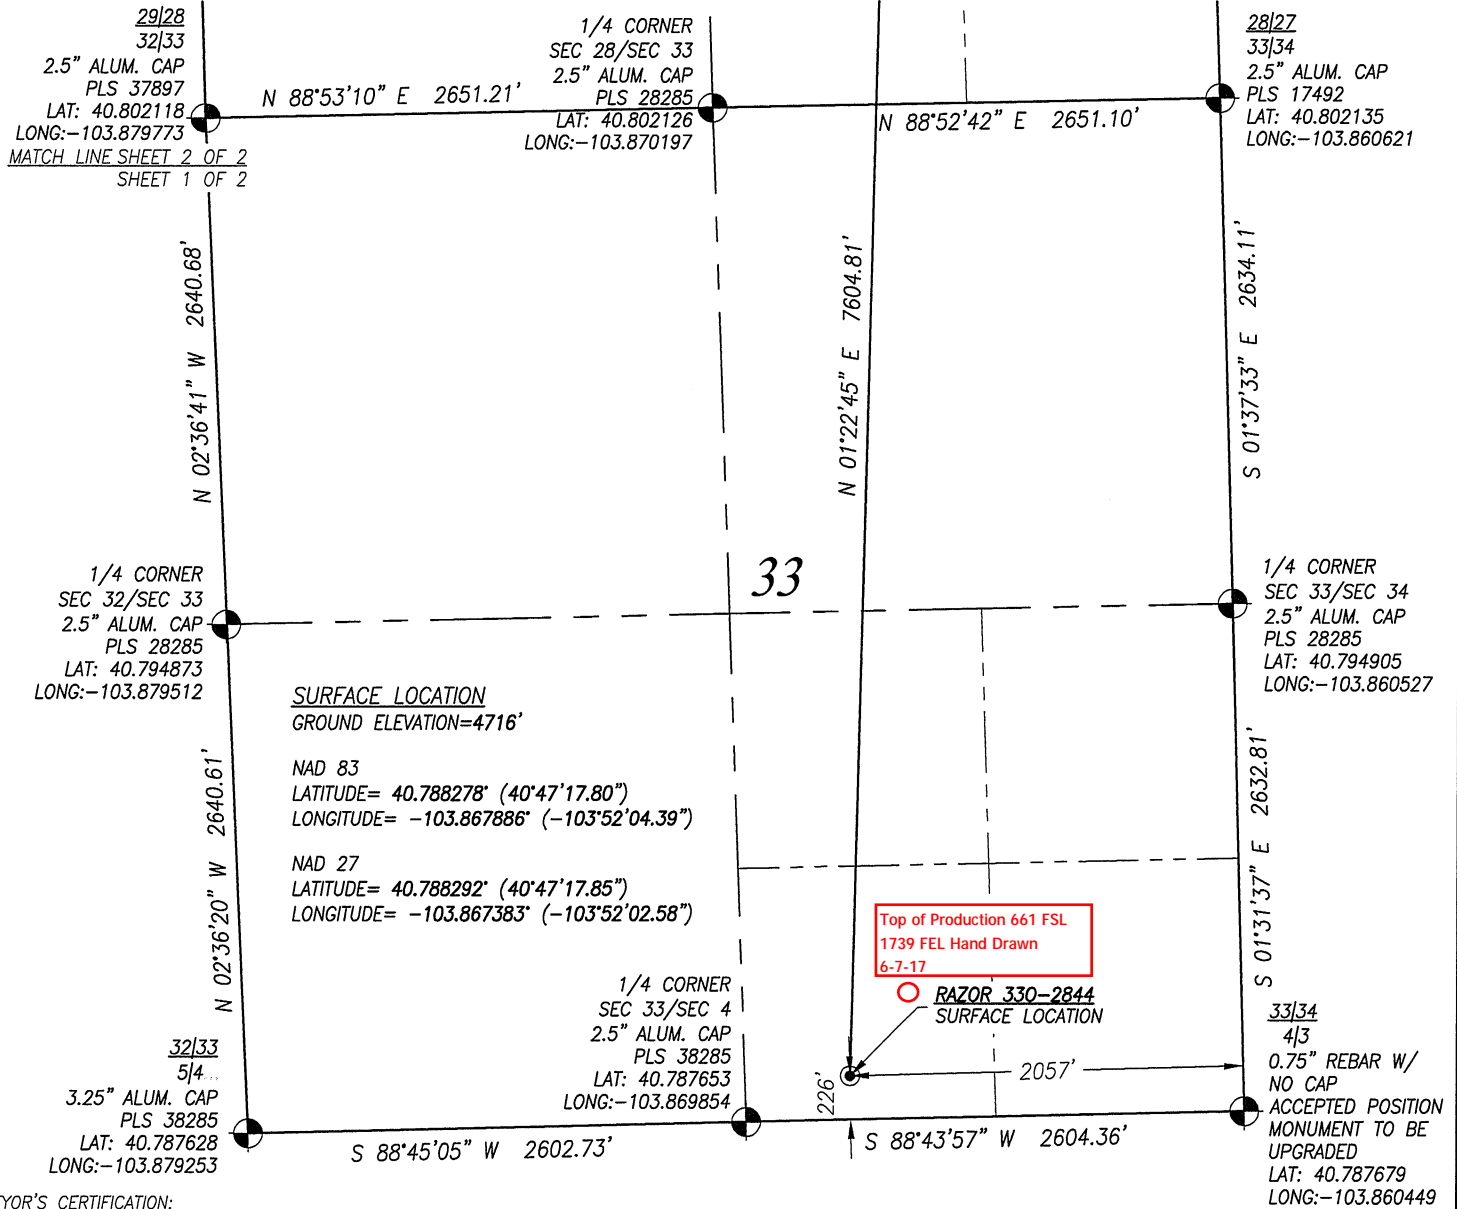 29|28
32|33
2.5" ALUM. CAP
PLS 37897
LAT: 40.802118
LONG:-103.879773
MATCH LINE SHEET 2 OF 2
SHEET 1 OF 2
1/4 CORNER
SEC 28/SEC 33
2.5" ALUM. CAP
PLS 28285
LAT: 40.802126
LONG:-103.870197
28|27
33|34
2.5" ALUM. CAP
PLS 17492
LAT: 40.802135
LONG:-103.860621
N 88°53'10" E 2651.21'
N 88°52'42" E 2651.10'
N 02°36'41" W 2640.68'
N 01°22'45" E 7604.81'
S 01°37'33" E 2634.11'
33
1/4 CORNER
SEC 32/SEC 33
2.5" ALUM. CAP
PLS 28285
LAT: 40.794873
LONG:-103.879512
1/4 CORNER
SEC 33/SEC 34
2.5" ALUM. CAP
PLS 28285
LAT: 40.794905
LONG:-103.860527
SURFACE LOCATION
GROUND ELEVATION=4716'
NAD 83
LATITUDE= 40.788278° (40°47'17.80")
LONGITUDE= -103.867886° (-103°52'04.39")
NAD 27
LATITUDE= 40.788292° (40°47'17.85")
LONGITUDE= -103.867383° (-103°52'02.58")
N 02°36'20" W 2640.61'
S 01°31'37" E 2632.81'
Top of Production 661 FSL
1739 FEL Hand Drawn
6-7-17
RAZOR 330-2844
SURFACE LOCATION
1/4 CORNER
SEC 33/SEC 4
2.5" ALUM. CAP
PLS 38285
LAT: 40.787653
LONG:-103.869854
226'
2057'
32|33
5|4
3.25" ALUM. CAP
PLS 38285
LAT: 40.787628
LONG:-103.879253
33|34
4|3
0.75" REBAR W/
NO CAP
ACCEPTED POSITION
MONUMENT TO BE
UPGRADED
LAT: 40.787679
LONG:-103.860449
S 88°45'05" W 2602.73'
S 88°43'57" W 2604.36'
YOR'S CERTIFICATION: